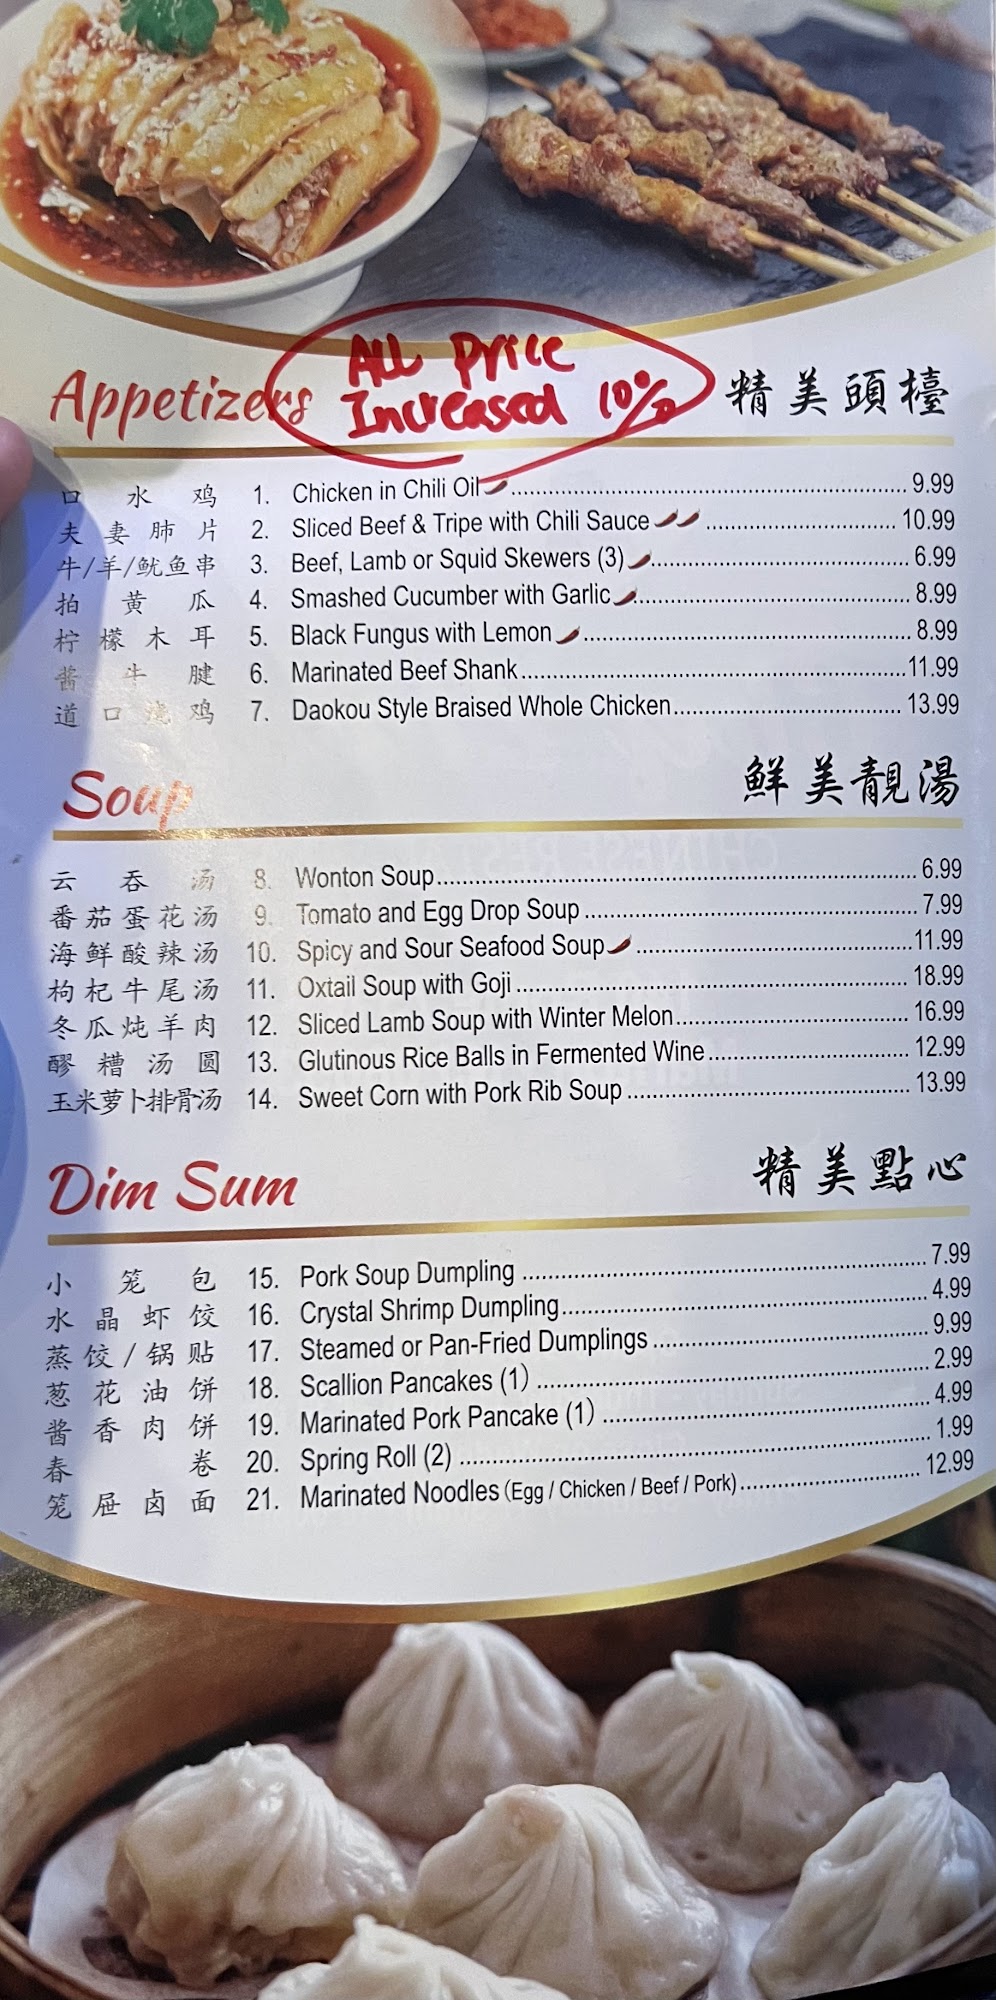 ALL Price
Increased 10%
Appetizers 精美頭檯
口水鸡 1. Chicken in Chili Oil 9.99
夫妻肺片 2. Sliced Beef & Tripe with Chili Sauce 10.99
牛/羊/鱿鱼串 3. Beef, Lamb or Squid Skewers (3) 6.99
拍黄瓜 4. Smashed Cucumber with Garlic 8.99
柠檬木耳 5. Black Fungus with Lemon 8.99
酱牛腱 6. Marinated Beef Shank 11.99
道口烧鸡 7. Daokou Style Braised Whole Chicken 13.99
Soup 鮮美靚湯
云吞汤 8. Wonton Soup 6.99
番茄蛋花汤 9. Tomato and Egg Drop Soup 7.99
海鲜酸辣汤 10. Spicy and Sour Seafood Soup 11.99
枸杞牛尾汤 11. Oxtail Soup with Goji 18.99
冬瓜炖羊肉 12. Sliced Lamb Soup with Winter Melon 16.99
醪糟汤圆 13. Glutinous Rice Balls in Fermented Wine 12.99
玉米萝卜排骨汤 14. Sweet Corn with Pork Rib Soup 13.99
Dim Sum 精美點心
小笼包 15. Pork Soup Dumpling 7.99
水晶虾饺 16. Crystal Shrimp Dumpling 4.99
蒸饺/锅贴 17. Steamed or Pan-Fried Dumplings 9.99
葱花油饼 18. Scallion Pancakes (1) 2.99
酱香肉饼 19. Marinated Pork Pancake (1) 4.99
春卷 20. Spring Roll (2) 1.99
笼屉卤面 21. Marinated Noodles (Egg / Chicken / Beef / Pork) 12.99